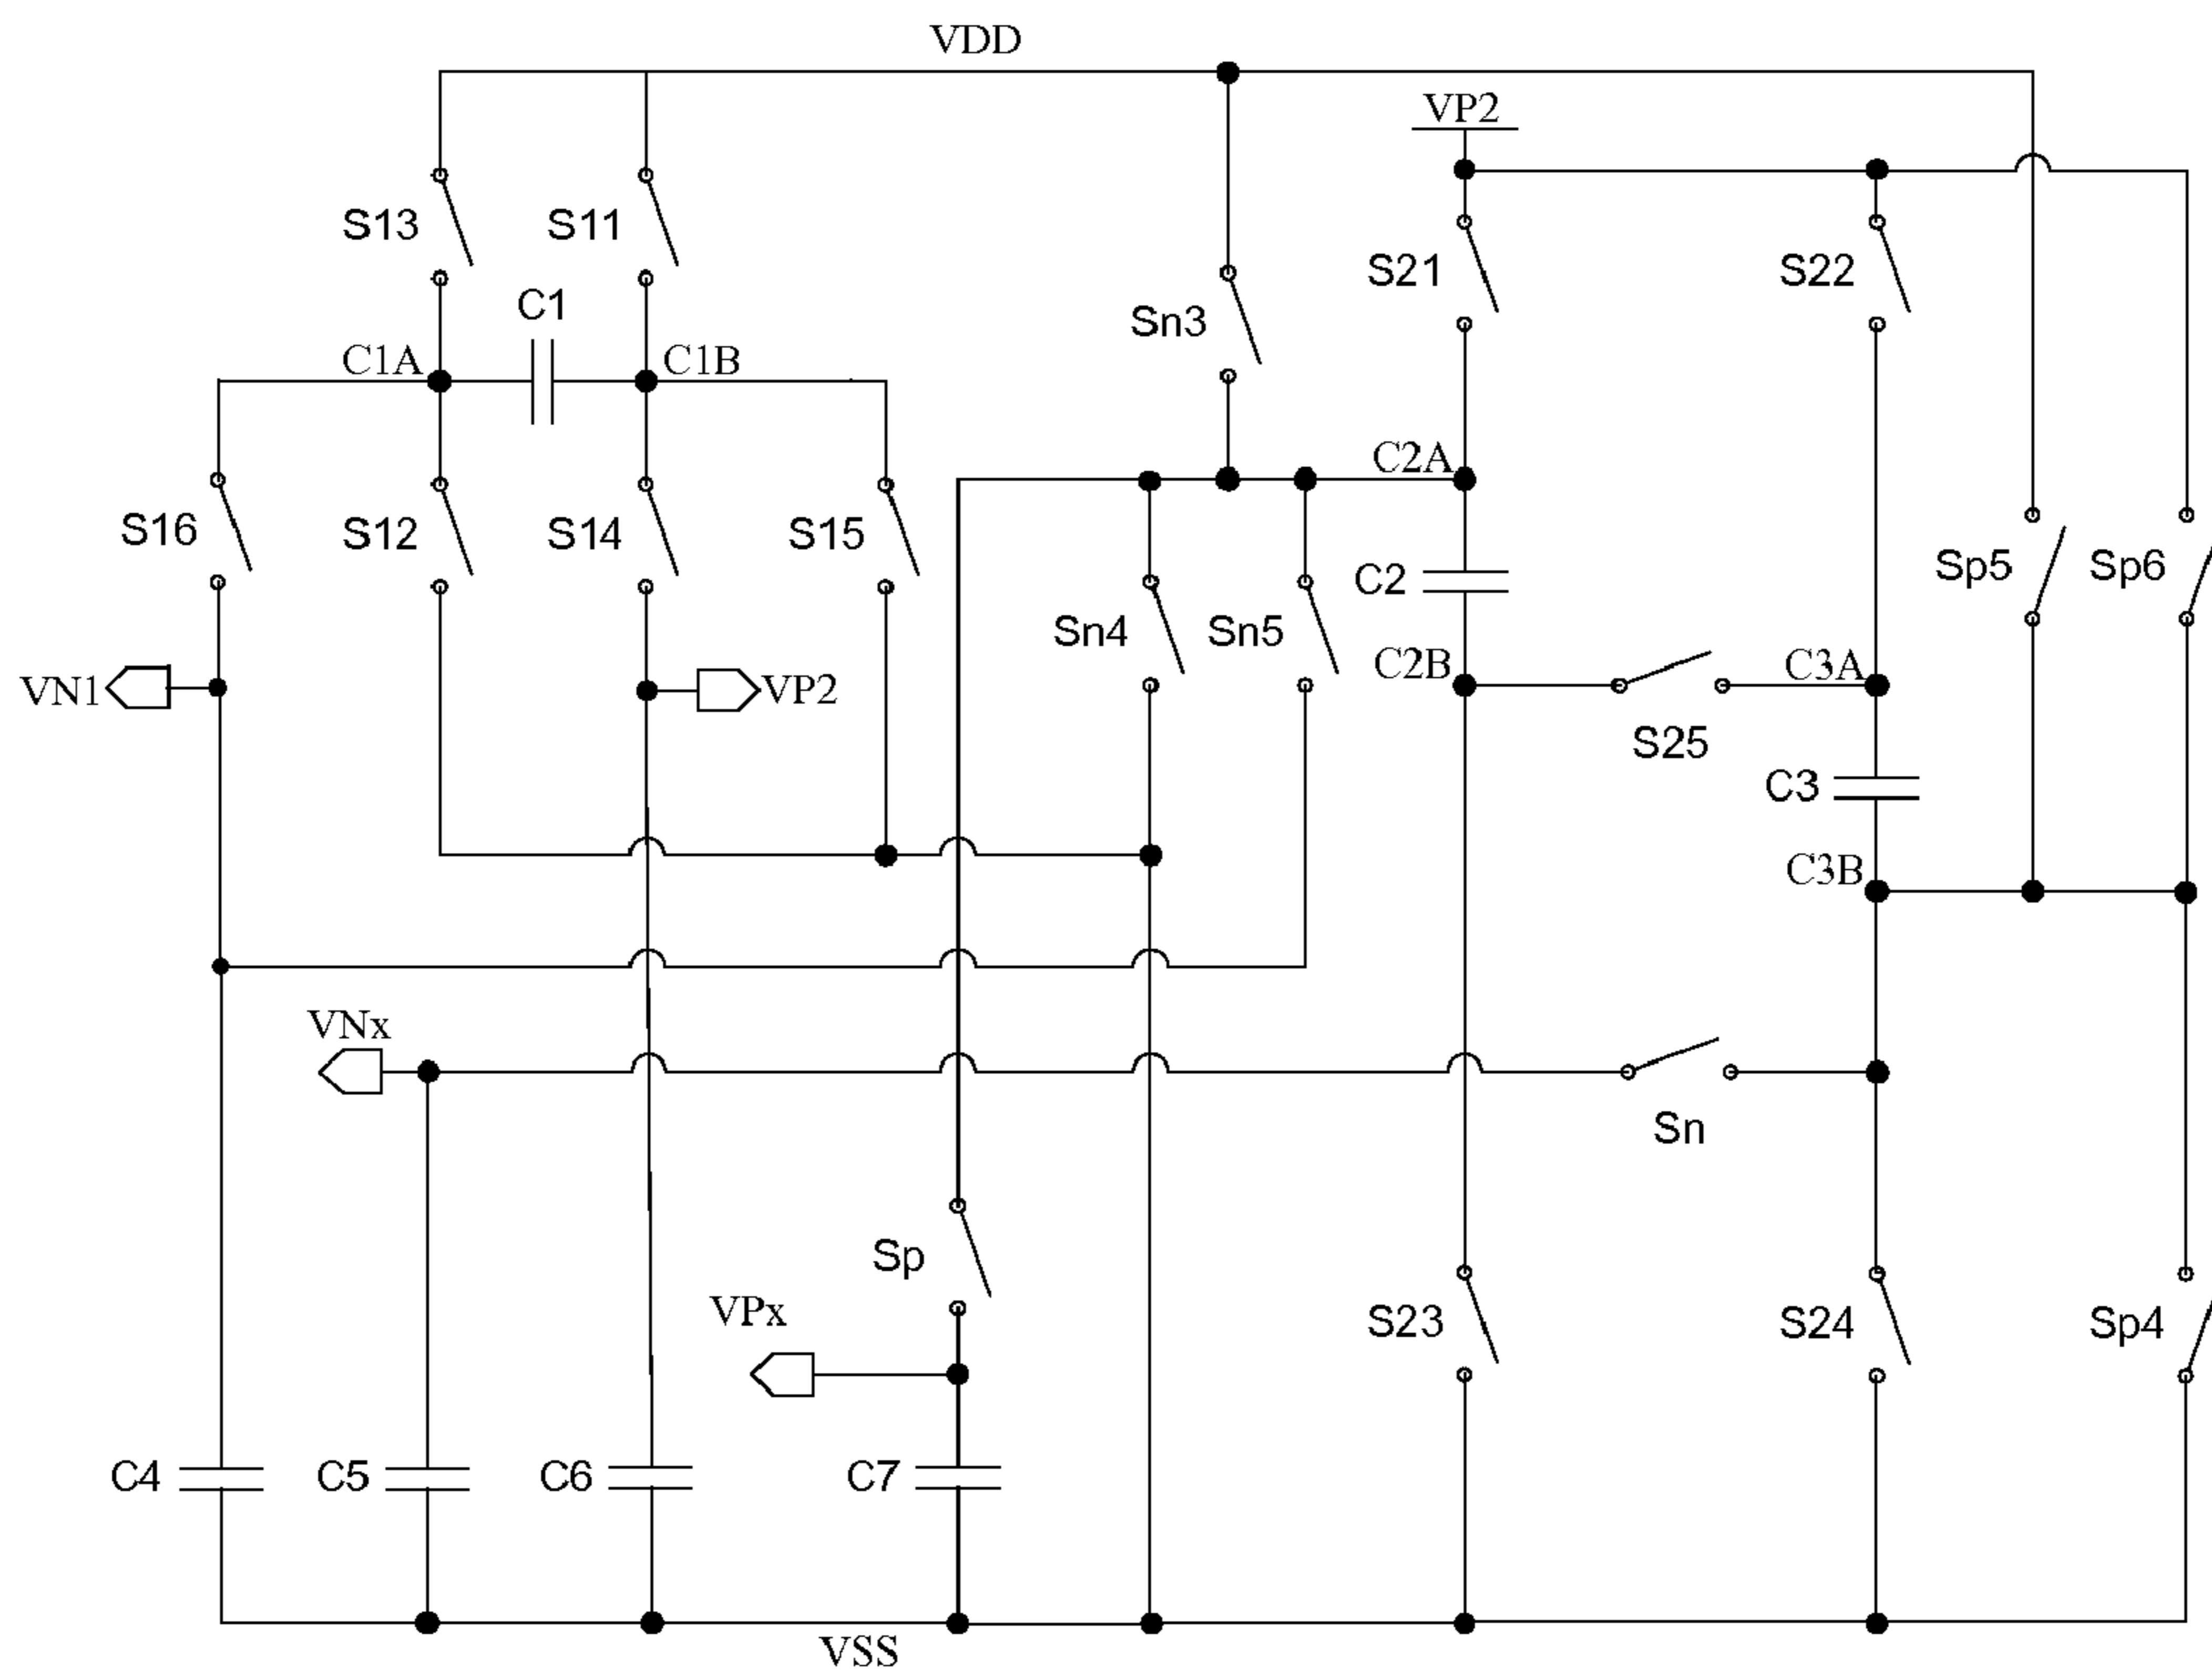 VDD
VP2
S13
S11
S21
S22
C1
Sn3
C1A
C1B
C2A
S16
S12
S14
S15
Sp5
Sp6
C2
Sn4
Sn5
C2B
C3A
VN1
VP2
S25
C3
C3B
VNx
Sn
Sp
VPx
S23
S24
Sp4
C4
C5
C6
C7
VSS